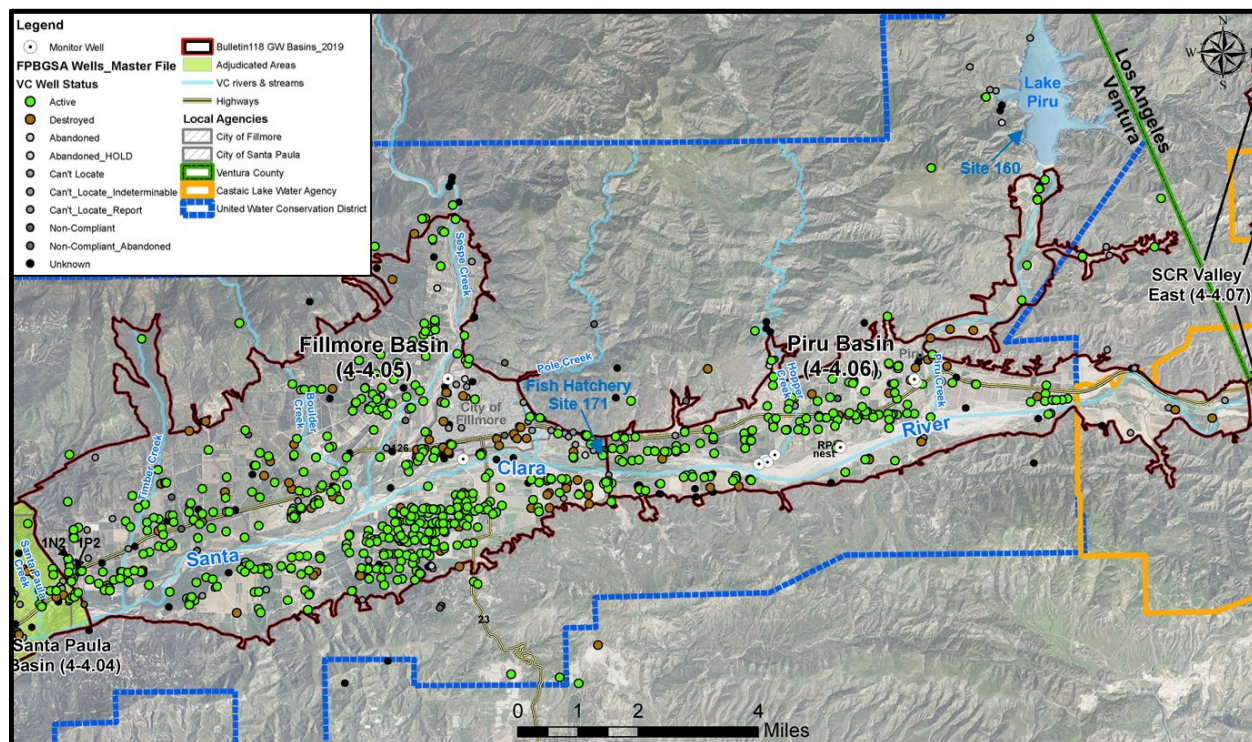 Legend
Monitor Well
FPBGSA Wells_Master File
VC Well Status
Active
Destroyed
Abandoned
Abandoned_HOLD
Can't Locate
Can't_Locate_Indeterminable
Can't_Locate_Report
Non-Compliant
Non-Compliant_Abandoned
Unknown
Bulletin118 GW Basins_2019
Adjudicated Areas
VC rivers & streams
Highways
Local Agencies
City of Fillmore
City of Santa Paula
Ventura County
Castaic Lake Water Agency
United Water Conservation District
N
W
E
S
Los Angeles
Ventura
Lake
Piru
Site 160
SCR Valley
East (4-4.07)
Sespe Creek
Fillmore Basin
(4-4.05)
Piru Basin
(4-4.06)
Piru
Pole Creek
Hopper
Creek
Piru Creek
Fish Hatchery
Site 171
City of
Fillmore
Boulder
Creek
Timber Creek
126
Clara
River
RP
nest
Santa
1N2
1P2
Santa Paula
Creek
Santa Paula
Basin (4-4.04)
23
0
2
4
Miles